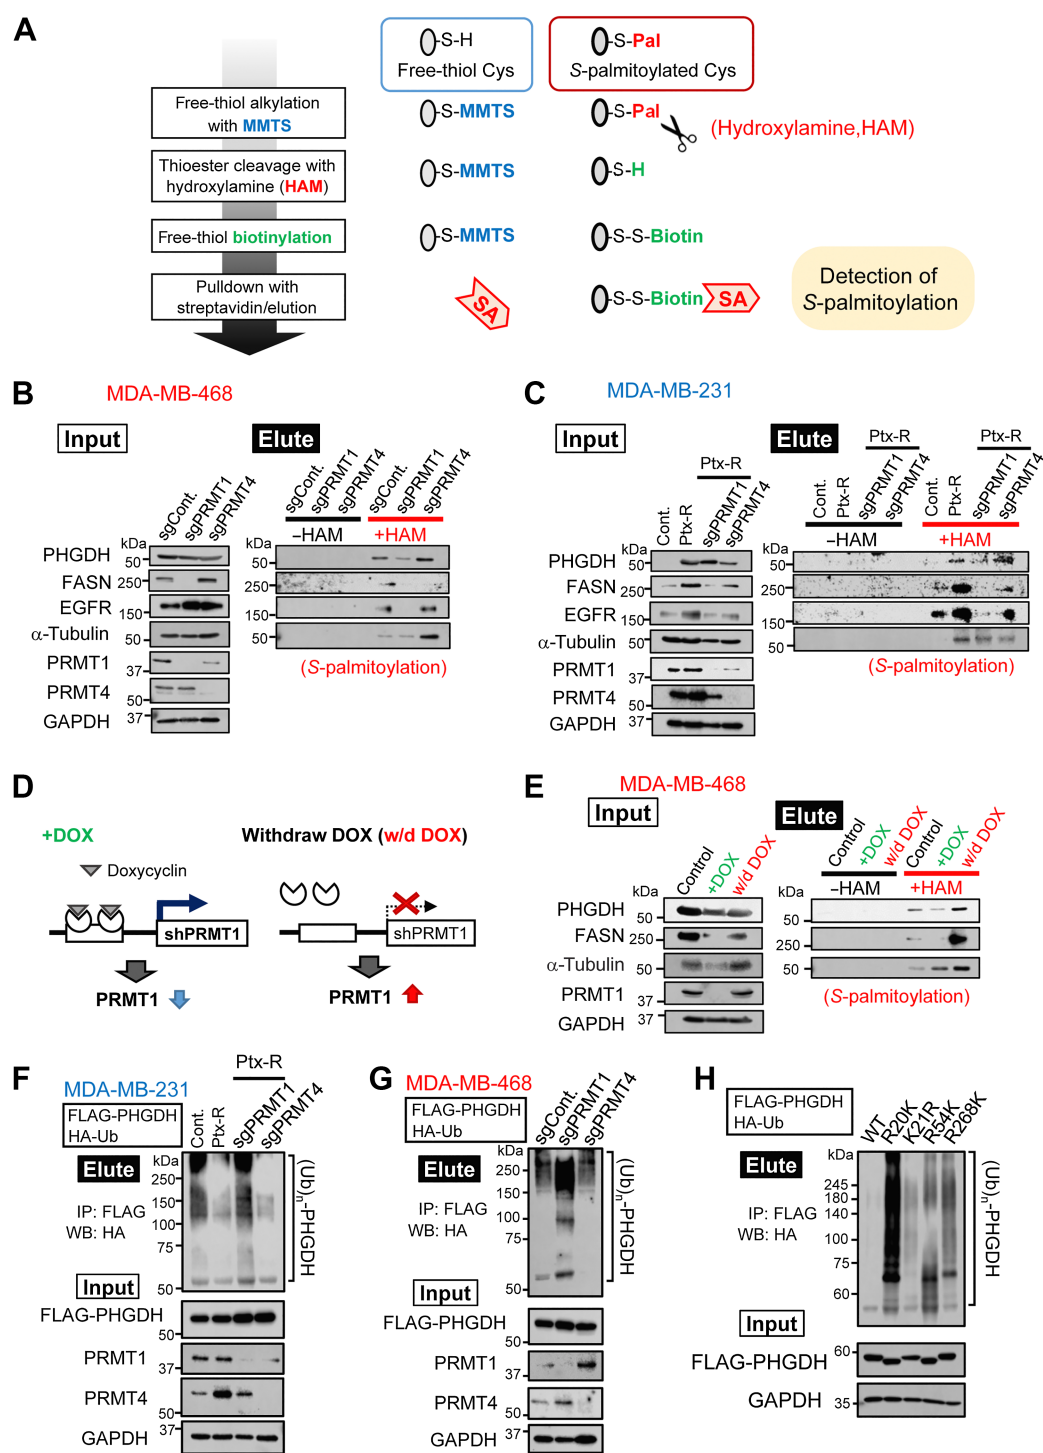 A
S-H
Free-thiol Cys
S-Pal
S-palmitoylated Cys
Free-thiol alkylation
with MMTS
S-MMTS
S-Pal
(Hydroxylamine,HAM)
Thioester cleavage with
hydroxylamine (HAM)
S-MMTS
S-H
Free-thiol biotinylation
S-MMTS
S-S-Biotin
Pulldown with
streptavidin/elution
SA
S-S-Biotin SA
Detection of
S-palmitoylation
B
MDA-MB-468
Input
Elute
sgCont.
sgPRMT1
sgPRMT4
sgCont.
sgPRMT1
sgPRMT4
sgCont.
sgPRMT1
sgPRMT4
–HAM
+HAM
kDa
kDa
PHGDH
50
50
FASN
250
250
EGFR
150
150
α-Tubulin
50
50
PRMT1
37
(S-palmitoylation)
PRMT4
50
GAPDH
37
C
MDA-MB-231
Input
Elute
Ptx-R
Ptx-R
Ptx-R
Cont.
Ptx-R
sgPRMT1
sgPRMT4
Cont.
Ptx-R
sgPRMT1
sgPRMT4
Cont.
Ptx-R
sgPRMT1
sgPRMT4
–HAM
+HAM
kDa
kDa
PHGDH
50
50
FASN
250
250
EGFR
150
150
α-Tubulin
50
50
PRMT1
37
(S-palmitoylation)
PRMT4
50
GAPDH
37
D
+DOX
Withdraw DOX (w/d DOX)
Doxycyclin
shPRMT1
shPRMT1
PRMT1
PRMT1
E
MDA-MB-468
Input
Elute
Control
+DOX
w/d DOX
Control
+DOX
w/d DOX
Control
+DOX
w/d DOX
–HAM
+HAM
kDa
kDa
PHGDH
50
50
FASN
250
250
α-Tubulin
50
50
PRMT1
37
(S-palmitoylation)
GAPDH
37
F
MDA-MB-231
Ptx-R
FLAG-PHGDH
HA-Ub
Cont.
Ptx-R
sgPRMT1
sgPRMT4
Elute
kDa
250
150
100
75
50
IP: FLAG
WB: HA
(Ub)n-PHGDH
Input
FLAG-PHGDH
50
PRMT1
37
PRMT4
50
GAPDH
37
G
MDA-MB-468
FLAG-PHGDH
HA-Ub
sgCont.
sgPRMT1
sgPRMT4
Elute
kDa
250
150
100
75
50
IP: FLAG
WB: HA
(Ub)n-PHGDH
Input
FLAG-PHGDH
50
PRMT1
37
PRMT4
50
GAPDH
37
H
FLAG-PHGDH
HA-Ub
WT
R20K
K21R
R54K
R268K
Elute
kDa
245
180
140
100
75
60
IP: FLAG
WB: HA
(Ub)n-PHGDH
Input
FLAG-PHGDH
60
GAPDH
35